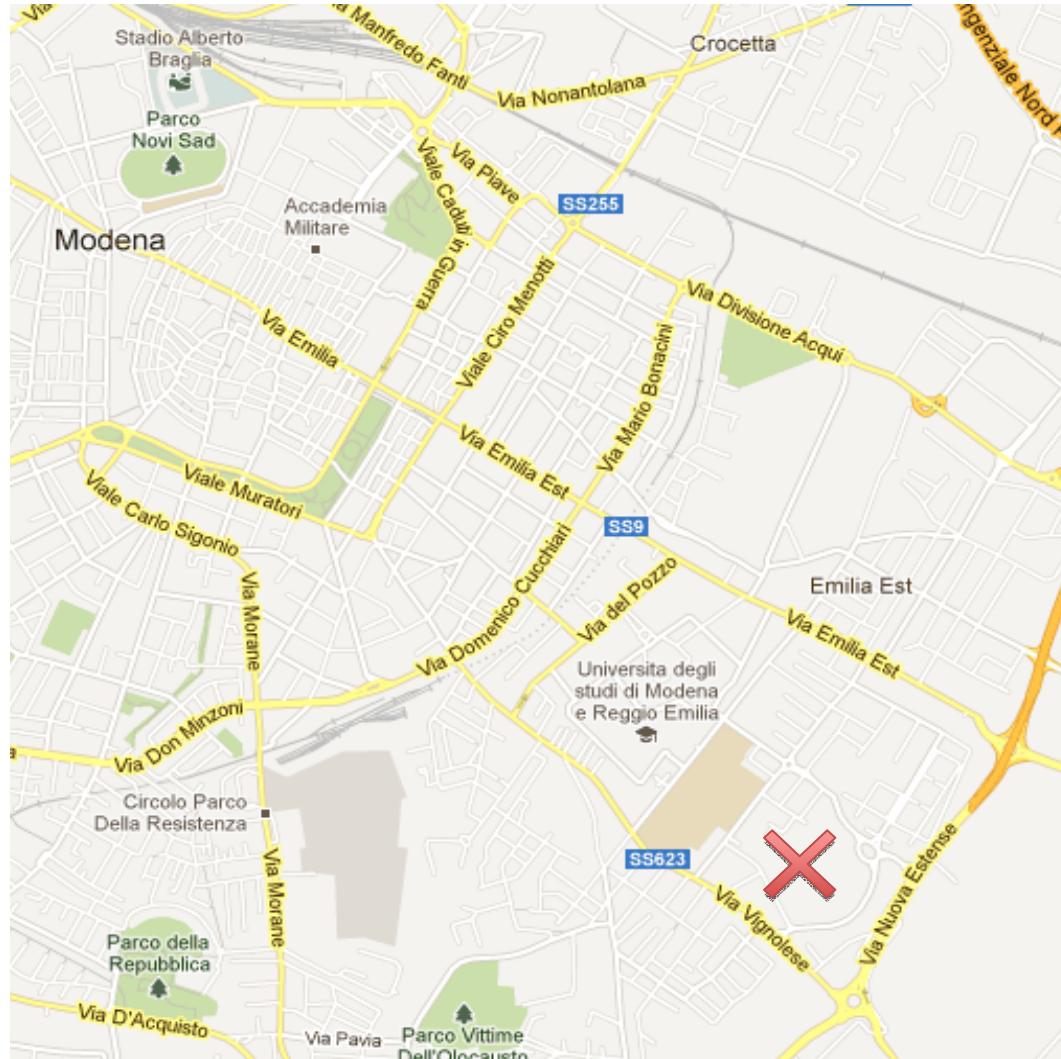 Stadio Alberto
Braglia
Viale Manfredo Fanti
Crocetta
Via Nonantolana
Parco
Novi Sad
Via Piave
Viale Caduti in Guerra
SS255
Accademia
Militare
Modena
Via Emilia
Viale Ciro Menotti
Via Divisione Acqui
Via Mario Bonacini
Via Emilia Est
Viale Muratori
Viale Carlo Sigonio
SS9
Via Domenico Cucchiari
Via del Pozzo
Emilia Est
Via Morane
Via Emilia Est
Universita degli
studi di Modena
e Reggio Emilia
Via Don Minzoni
Circolo Parco
Della Resistenza
SS623
Via Morane
Via Vignolese
Via Nuova Estense
Parco della
Repubblica
Via D'Acquisto
Via Pavia
Parco Vittime
Dell'Olocausto